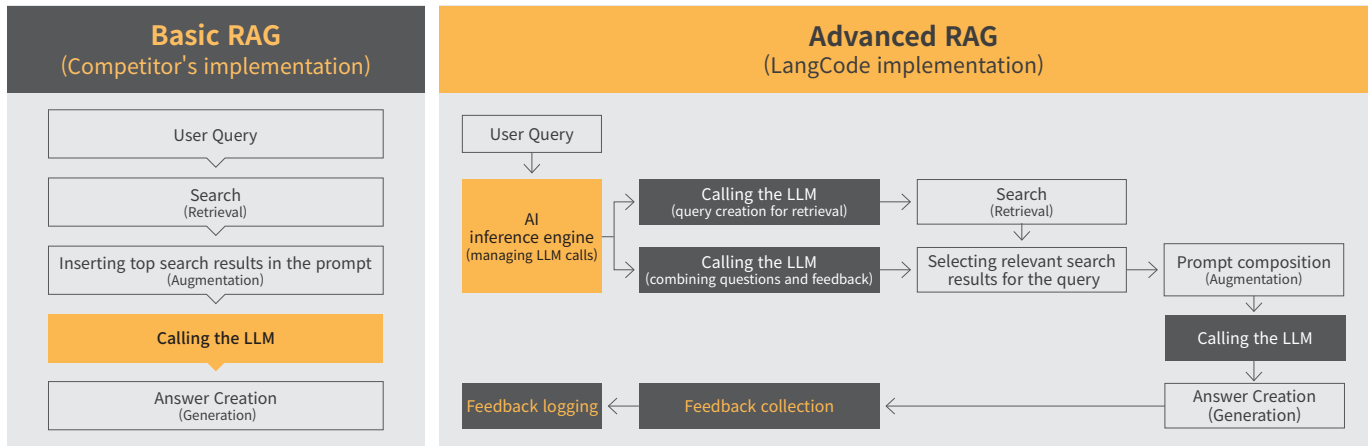 Basic RAG
(Competitor's implementation)
User Query
Search
(Retrieval)
Inserting top search results in the prompt
(Augmentation)
Calling the LLM
Answer Creation
(Generation)
Advanced RAG
(LangCode implementation)
User Query
AI
inference engine
(managing LLM calls)
Calling the LLM
(query creation for retrieval)
Search
(Retrieval)
Calling the LLM
(combining questions and feedback)
Selecting relevant search
results for the query
Prompt composition
(Augmentation)
Calling the LLM
Answer Creation
(Generation)
Feedback collection
Feedback logging